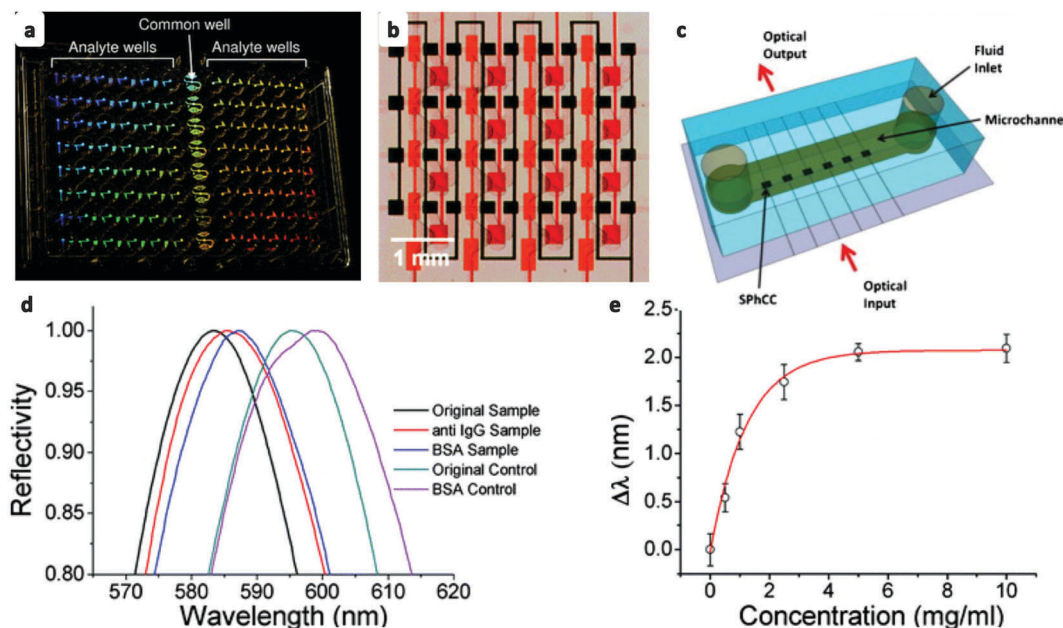 a
Common well
Analyte wells
Analyte wells
b
1 mm
c
Optical
Output
Fluid
Inlet
Microchanne
SPhCC
Optical
Input
d
Reflectivity
1.00
0.95
0.90
0.85
0.80
Original Sample
anti IgG Sample
BSA Sample
Original Control
BSA Control
570 580 590 600 610 620
Wavelength (nm)
e
Δλ (nm)
2.5
2.0
1.5
1.0
0.5
0.0
0 2 4 6 8 10
Concentration (mg/ml)